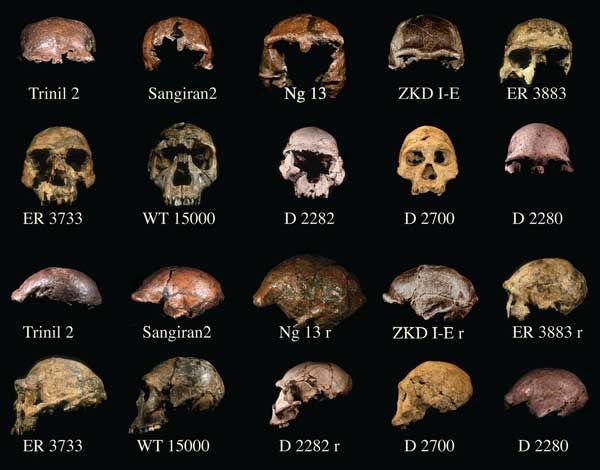 Trinil 2 Sangiran2 Ng 13 ZKD I-E ER 3883
ER 3733 WT 15000 D 2282 D 2700 D 2280
Trinil 2 Sangiran2 Ng 13 r ZKD I-E r ER 3883 r
ER 3733 WT 15000 D 2282 r D 2700 D 2280